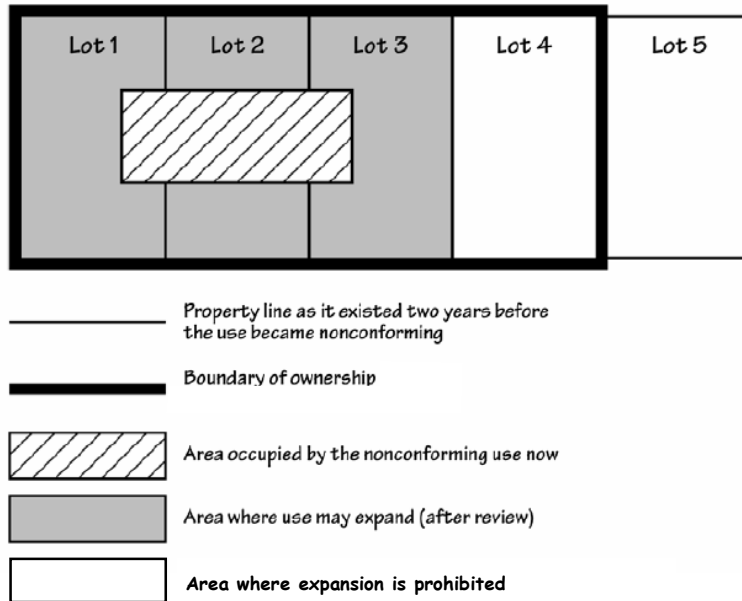 Lot 1 Lot 2 Lot 3 Lot 4 Lot 5
Property line as it existed two years before
the use became nonconforming
Boundary of ownership
Area occupied by the nonconforming use now
Area where use may expand (after review)
Area where expansion is prohibited